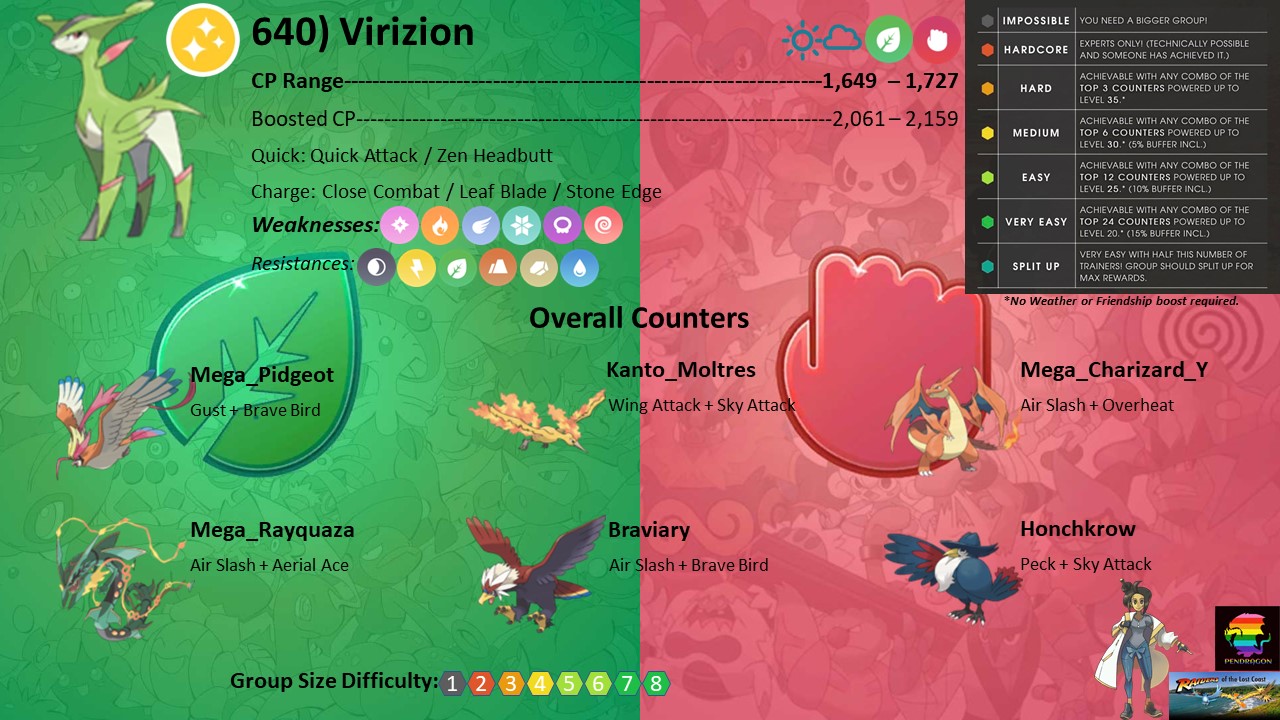 640) Virizion
CP Range-----------------------------------------------------------------------1,649 – 1,727
Boosted CP-----------------------------------------------------------------------2,061 – 2,159
Quick: Quick Attack / Zen Headbutt
Charge: Close Combat / Leaf Blade / Stone Edge
Weaknesses:
Resistances:
IMPOSSIBLE YOU NEED A BIGGER GROUP!
HARDCORE EXPERTS ONLY! (TECHNICALLY POSSIBLE
AND SOMEONE HAS ACHIEVED IT.)
HARD ACHIEVABLE WITH ANY COMBO OF THE
TOP 3 COUNTERS POWERED UP TO
LEVEL 35.*
MEDIUM ACHIEVABLE WITH ANY COMBO OF THE
TOP 6 COUNTERS POWERED UP TO
LEVEL 30.* (5% BUFFER INCL.)
EASY ACHIEVABLE WITH ANY COMBO OF THE
TOP 12 COUNTERS POWERED UP TO
LEVEL 25.* (10% BUFFER INCL.)
VERY EASY ACHIEVABLE WITH ANY COMBO OF THE
TOP 24 COUNTERS POWERED UP TO
LEVEL 20.* (15% BUFFER INCL.)
SPLIT UP VERY EASY WITH HALF THIS NUMBER OF
TRAINERS! GROUP SHOULD SPLIT UP FOR
MAX REWARDS.
*No Weather or Friendship boost required.
Overall Counters
Mega_Pidgeot
Gust + Brave Bird
Kanto_Moltres
Wing Attack + Sky Attack
Mega_Charizard_Y
Air Slash + Overheat
Mega_Rayquaza
Air Slash + Aerial Ace
Braviary
Air Slash + Brave Bird
Honchkrow
Peck + Sky Attack
Group Size Difficulty: 1 2 3 4 5 6 7 8
PENDROGON
RAIDERS of the Lost Coast